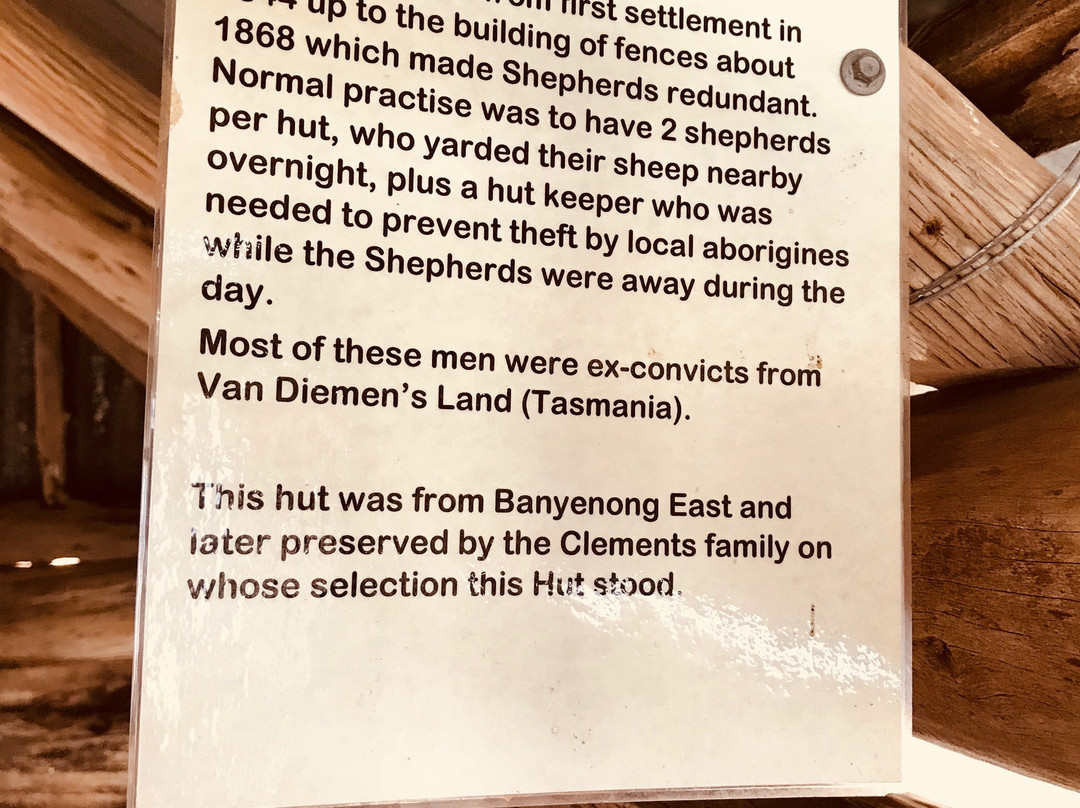 first settlement in
up to the building of fences about
1868 which made Shepherds redundant.
Normal practise was to have 2 shepherds
per hut, who yarded their sheep nearby
overnight, plus a hut keeper who was
needed to prevent theft by local aborigines
while the Shepherds were away during the
day.
Most of these men were ex-convicts from
Van Diemen's Land (Tasmania).
This hut was from Banyenong East and
later preserved by the Clements family on
whose selection this Hut stood.